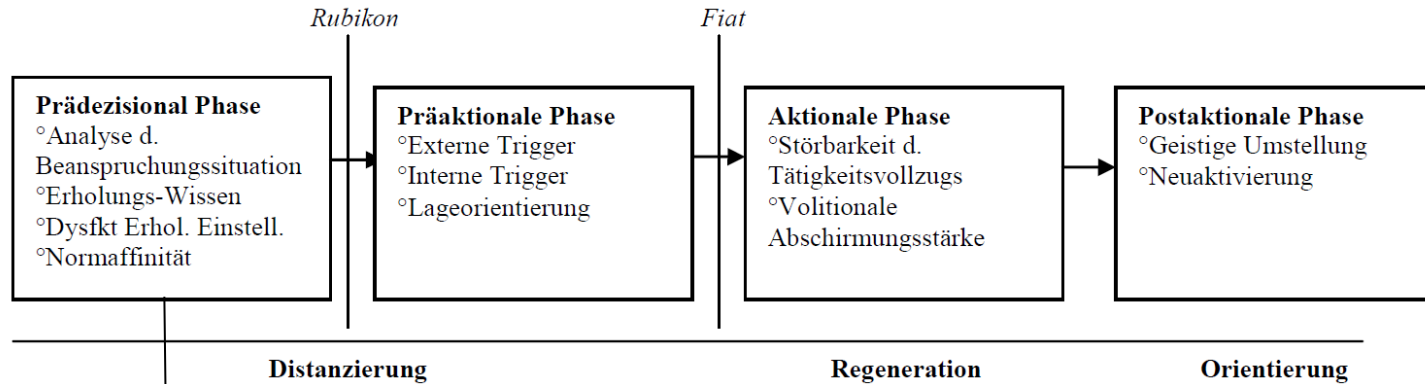 Rubikon
Fiat
Prädezisional Phase
°Analyse d.
Beanspruchungssituation
°Erholungs-Wissen
°Dysfkt Erhol. Einstell.
°Normaffinität
Präaktionale Phase
°Externe Trigger
°Interne Trigger
°Lageorientierung
Aktionale Phase
°Störbarkeit d.
Tätigkeitsvollzugs
°Volitionale
Abschirmungsstärke
Postaktionale Phase
°Geistige Umstellung
°Neuaktivierung
Distanzierung
Regeneration
Orientierung